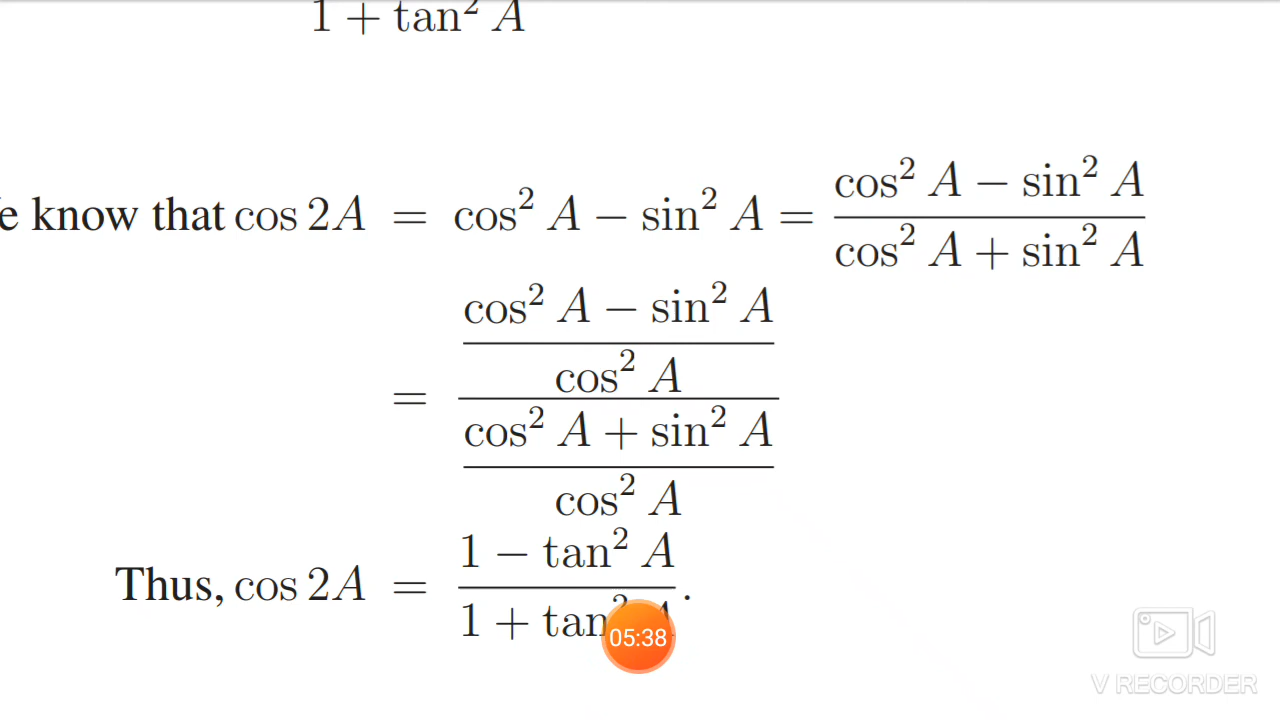 1 + tan² A
e know that cos 2A = cos² A − sin² A =
cos² A − sin² A
cos² A + sin² A
cos² A − sin² A
cos² A
=
cos² A + sin² A
cos² A
1 − tan² A
Thus, cos 2A = .
1 + tan²
05:38
V RECORDER